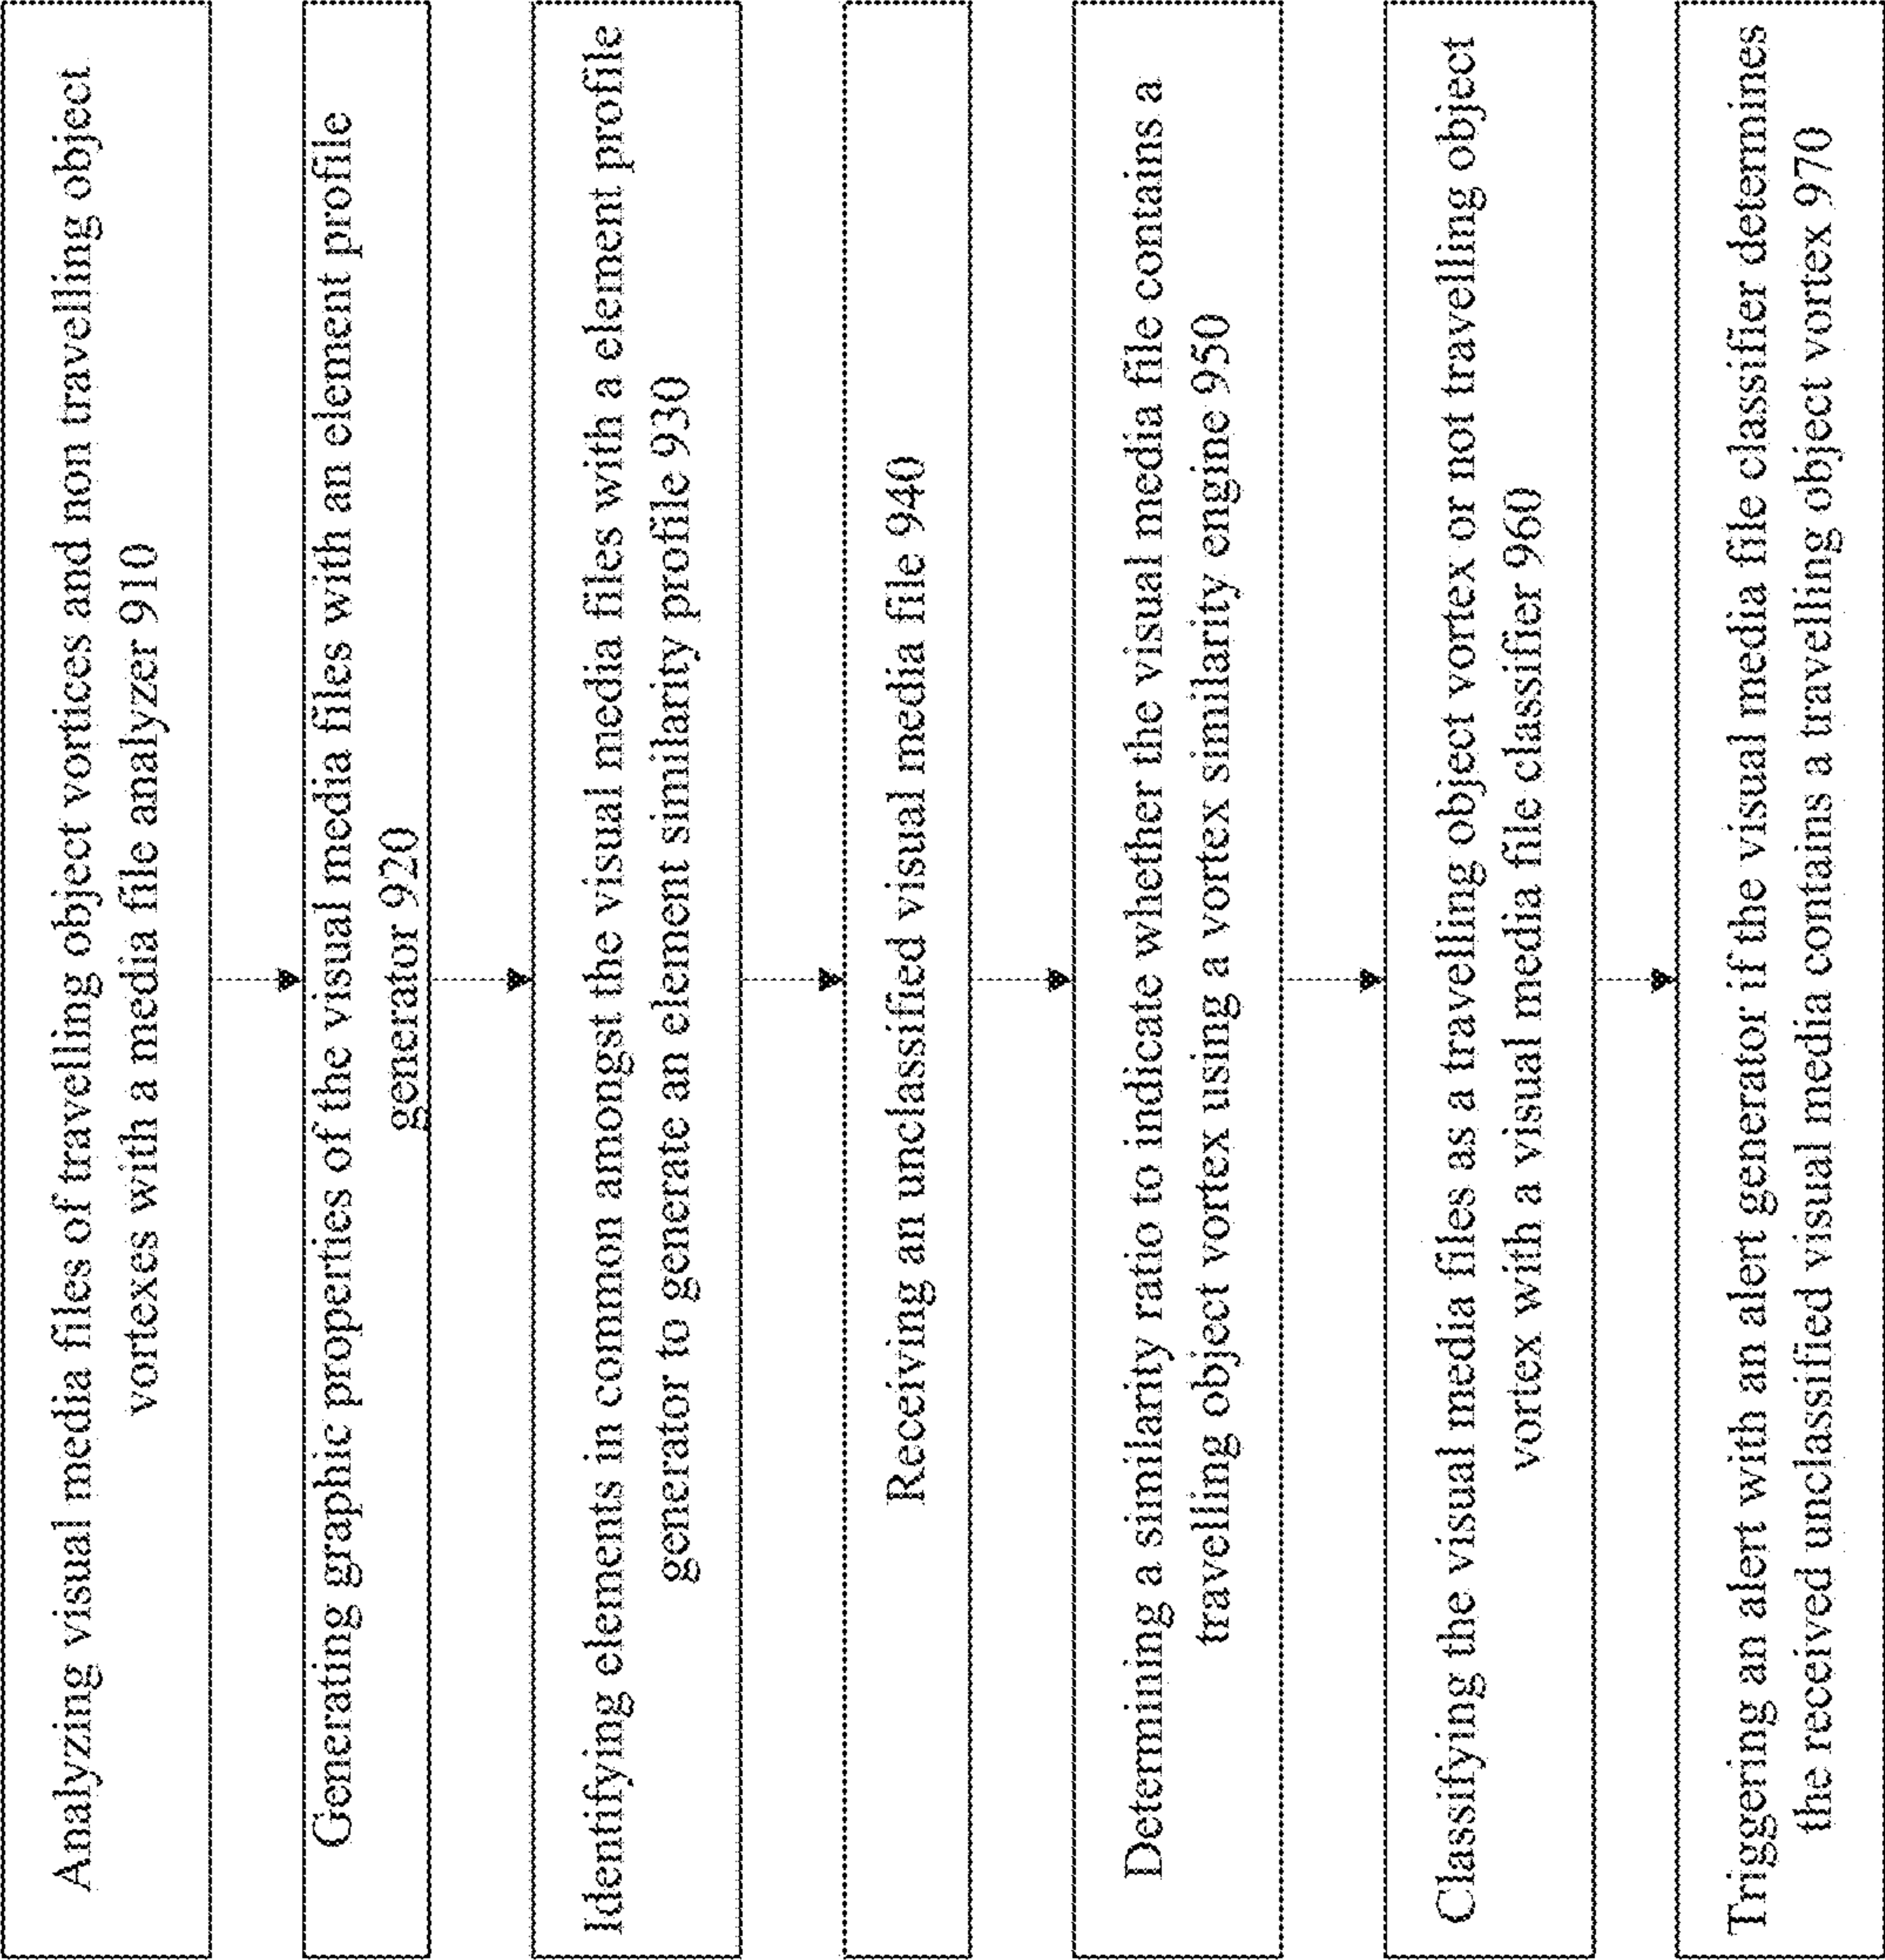 Analyzing visual media files of travelling object vortices and non travelling object
vortexes with a media file analyzer 910
Generating graphic properties of the visual media files with an element profile
generator 920
Identifying elements in common amongst the visual media files with a element profile
generator to generate an element similarity profile 930
Receiving an unclassified visual media file 940
Determining a similarity ratio to indicate whether the visual media file contains a
travelling object vortex using a vortex similarity engine 950
Classifying the visual media files as a travelling object vortex or not travelling object
vortex with a visual media file classifier 960
Triggering an alert with an alert generator if the visual media file classifier determines
the received unclassified visual media contains a travelling object vortex 970